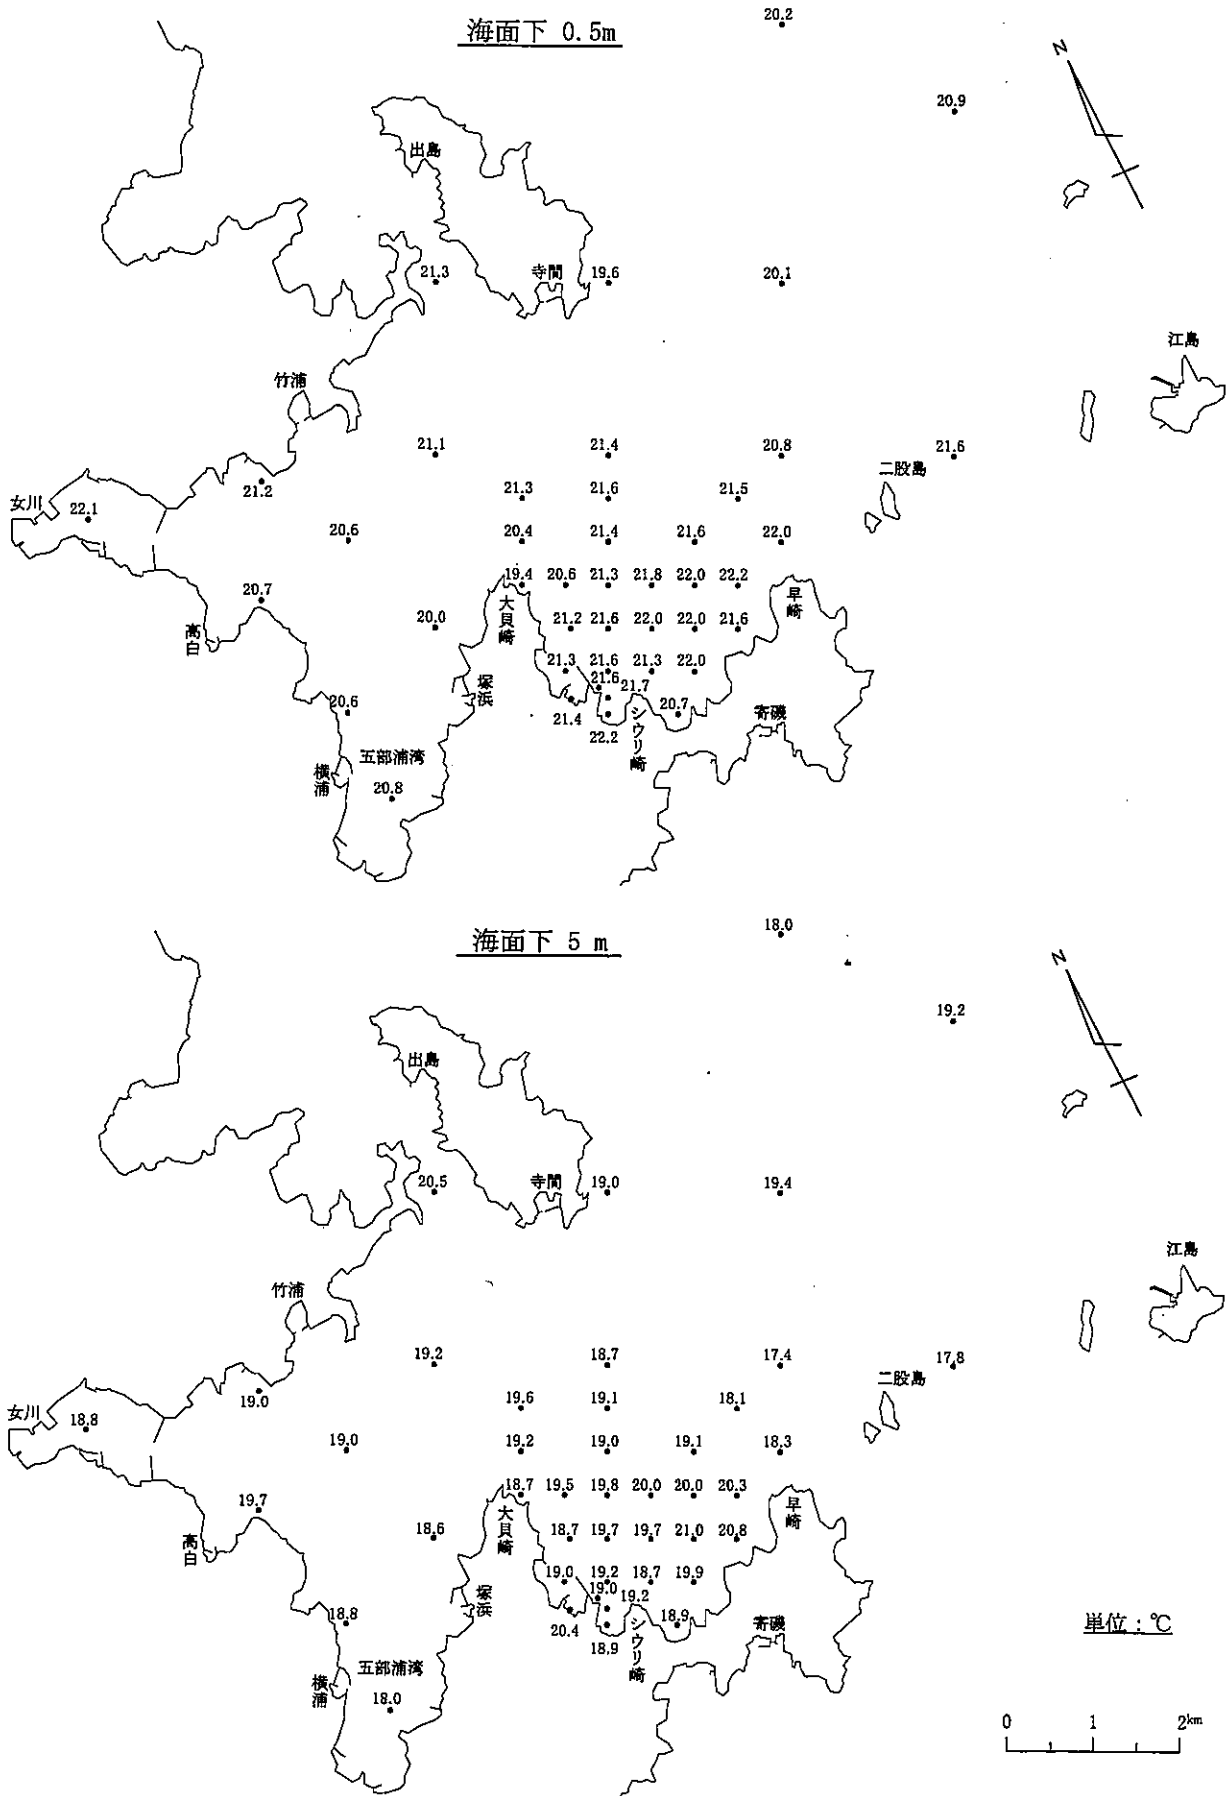 海面下 0.5m
20.2
N
20.9
出島
21.3
寺間
19.6
20.1
江島
竹浦
21.1
21.4
20.8
21.6
二股島
21.2
21.3
21.6
21.5
女川
22.1
20.6
20.4
21.4
21.6
22.0
19.4
20.6
21.3
21.8
22.0
22.2
早崎
20.7
大貝崎
高白
20.0
21.2
21.6
22.0
22.0
21.6
21.3
21.6
21.3
22.0
塚浜
21.6
21.7
20.6
21.4
22.2
シウリ崎
20.7
寄磯
五部浦湾
横浦
20.8
海面下 5 m
18.0
N
19.2
出島
20.5
寺間
19.0
19.4
江島
竹浦
19.2
18.7
17.4
17.8
二股島
19.0
19.6
19.1
18.1
女川
18.8
19.0
19.2
19.0
19.1
18.3
18.7
19.5
19.8
20.0
20.0
20.3
早崎
19.7
大貝崎
高白
18.6
18.7
19.7
19.7
21.0
20.8
19.0
19.2
18.7
19.9
塚浜
19.0
19.2
18.8
20.4
18.9
シウリ崎
18.9
寄磯
単位：℃
五部浦湾
横浦
18.0
0 1 2km